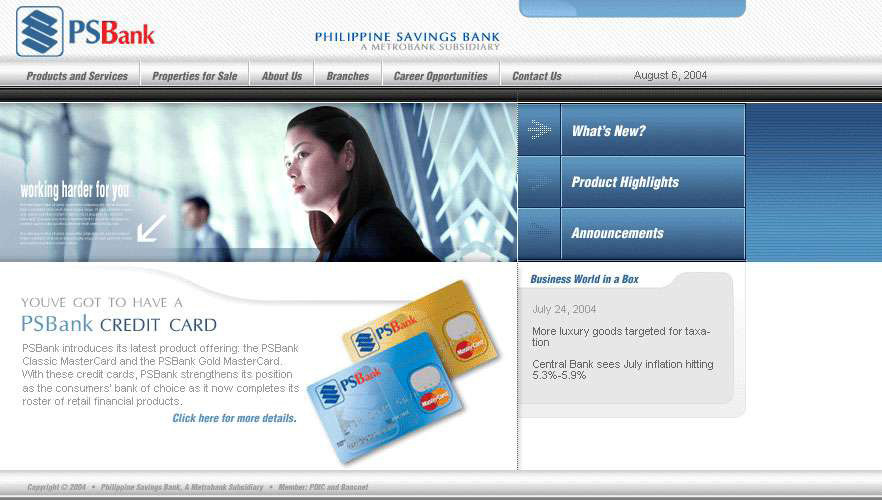 PSBank
PHILIPPINE SAVINGS BANK
A METROBANK SUBSIDIARY
Products and Services
Properties for Sale
About Us
Branches
Career Opportunities
Contact Us
August 6, 2004
working harder for you
What's New?
Product Highlights
Announcements
YOU'VE GOT TO HAVE A
PSBank CREDIT CARD
PSBank introduces its latest product offering: the PSBank
Classic MasterCard and the PSBank Gold MasterCard.
With these credit cards, PSBank strengthens its position
as the consumers' bank of choice as it now completes its
roster of retail financial products.
Click here for more details.
PSBank
MasterCard
PSBank
MasterCard
Business World in a Box
July 24, 2004
More luxury goods targeted for taxa-
tion
Central Bank sees July inflation hitting
5.3%-5.9%
Copyright © 2004 • Philippine Savings Bank, A Metrobank Subsidiary • Member: PDIC and Bancnet